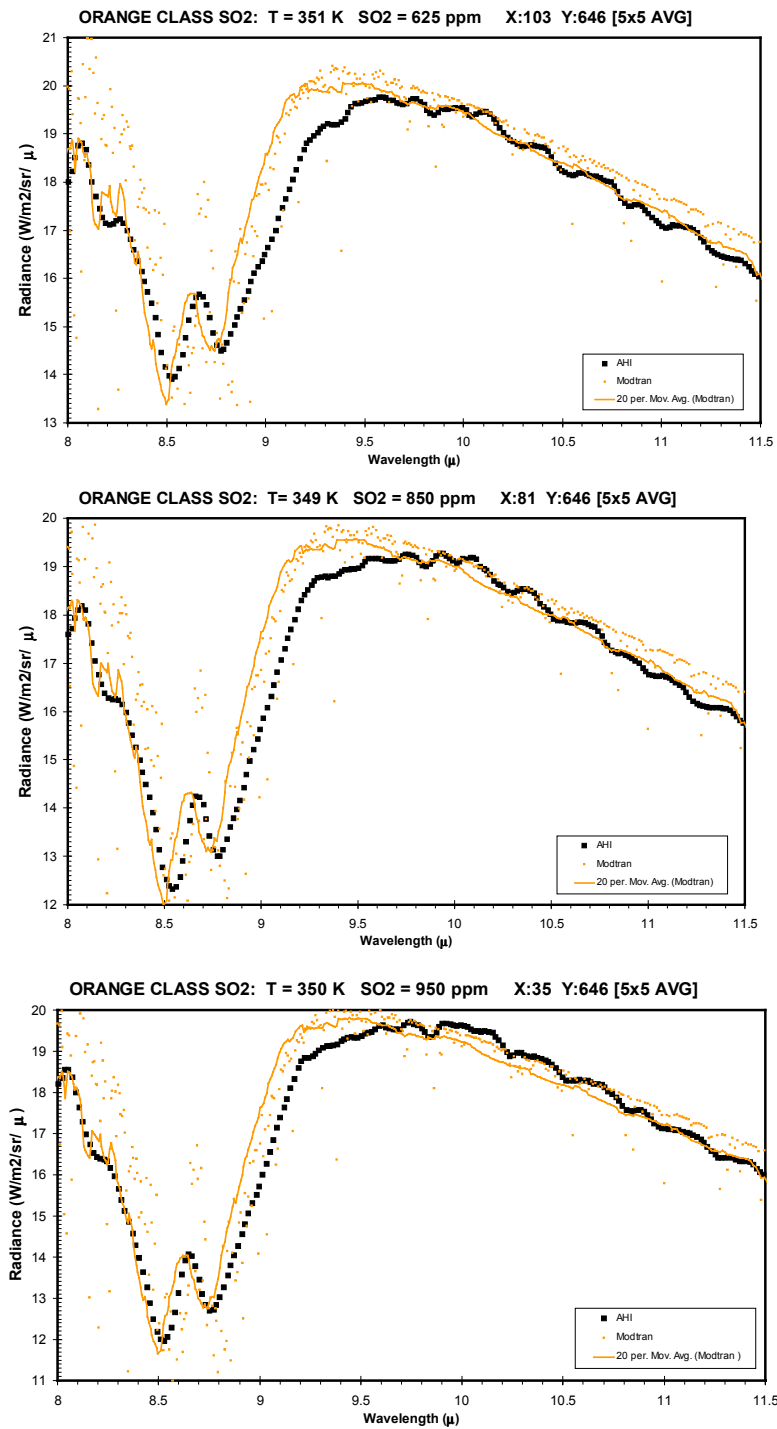 ORANGE CLASS SO2: T = 351 K SO2 = 625 ppm X:103 Y:646 [5x5 AVG]
21
20
19
18
17
16
15
14
13
Radiance (W/m2/sr/ μ)
8 8.5 9 9.5 10 10.5 11 11.5
Wavelength (μ)
AHI
Modtran
20 per. Mov. Avg. (Modtran)
ORANGE CLASS SO2: T= 349 K SO2 = 850 ppm X:81 Y:646 [5x5 AVG]
20
19
18
17
16
15
14
13
12
Radiance (W/m2/sr/ μ)
8 8.5 9 9.5 10 10.5 11 11.5
Wavelength (μ)
AHI
Modtran
20 per. Mov. Avg. (Modtran)
ORANGE CLASS SO2: T = 350 K SO2 = 950 ppm X:35 Y:646 [5x5 AVG]
20
19
18
17
16
15
14
13
12
11
Radiance (W/m2/sr/ μ)
8 8.5 9 9.5 10 10.5 11 11.5
Wavelength (μ)
AHI
Modtran
20 per. Mov. Avg. (Modtran )